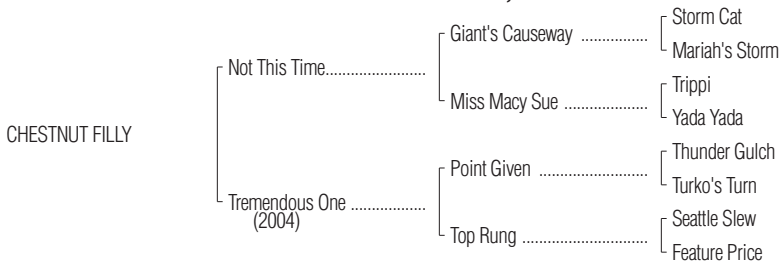 Storm Cat
Giant's Causeway ................
Mariah's Storm
Not This Time........................
Trippi
Miss Macy Sue ....................
Yada Yada
CHESTNUT FILLY
Thunder Gulch
Point Given ..........................
Turko's Turn
Tremendous One ..................
(2004)
Seattle Slew
Top Rung ..............................
Feature Price